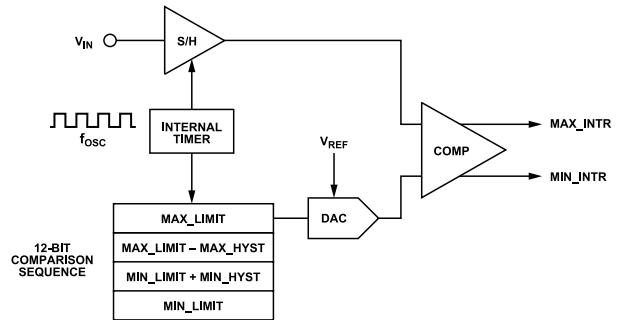 V_IN
S/H
f_OSC
INTERNAL
TIMER
V_REF
COMP
MAX_INTR
MIN_INTR
DAC
12-BIT
COMPARISON
SEQUENCE
MAX_LIMIT
MAX_LIMIT – MAX_HYST
MIN_LIMIT + MIN_HYST
MIN_LIMIT